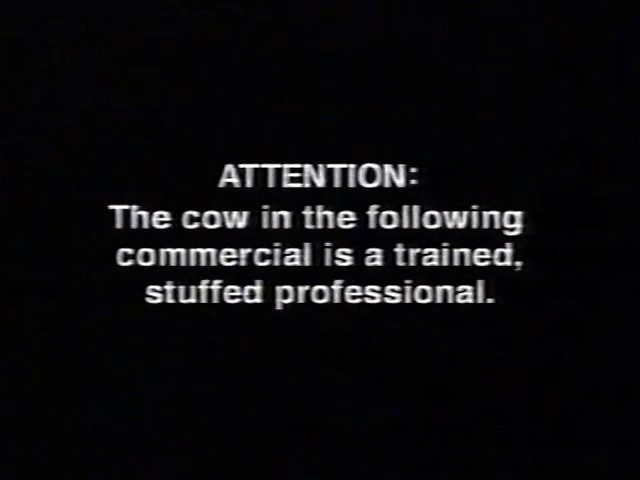 ATTENTION:
The cow in the following
commercial is a trained,
stuffed professional.